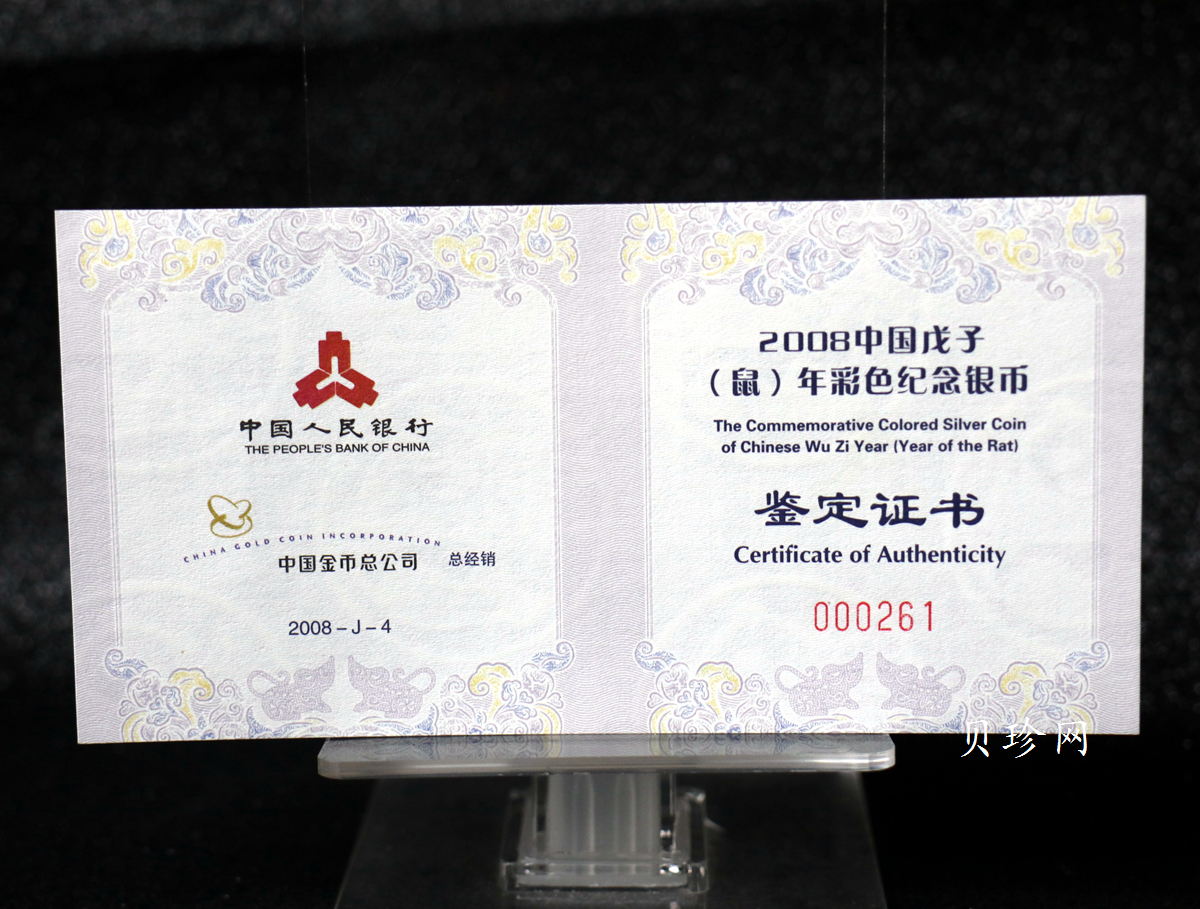 中国人民银行
THE PEOPLE'S BANK OF CHINA
CHINA GOLD COIN INCORPORATION
中国金币总公司 总经销
2008－J－4
2008中国戊子
（鼠）年彩色纪念银币
The Commemorative Colored Silver Coin
of Chinese Wu Zi Year (Year of the Rat)
鉴定证书
Certificate of Authenticity
000261
贝珍网